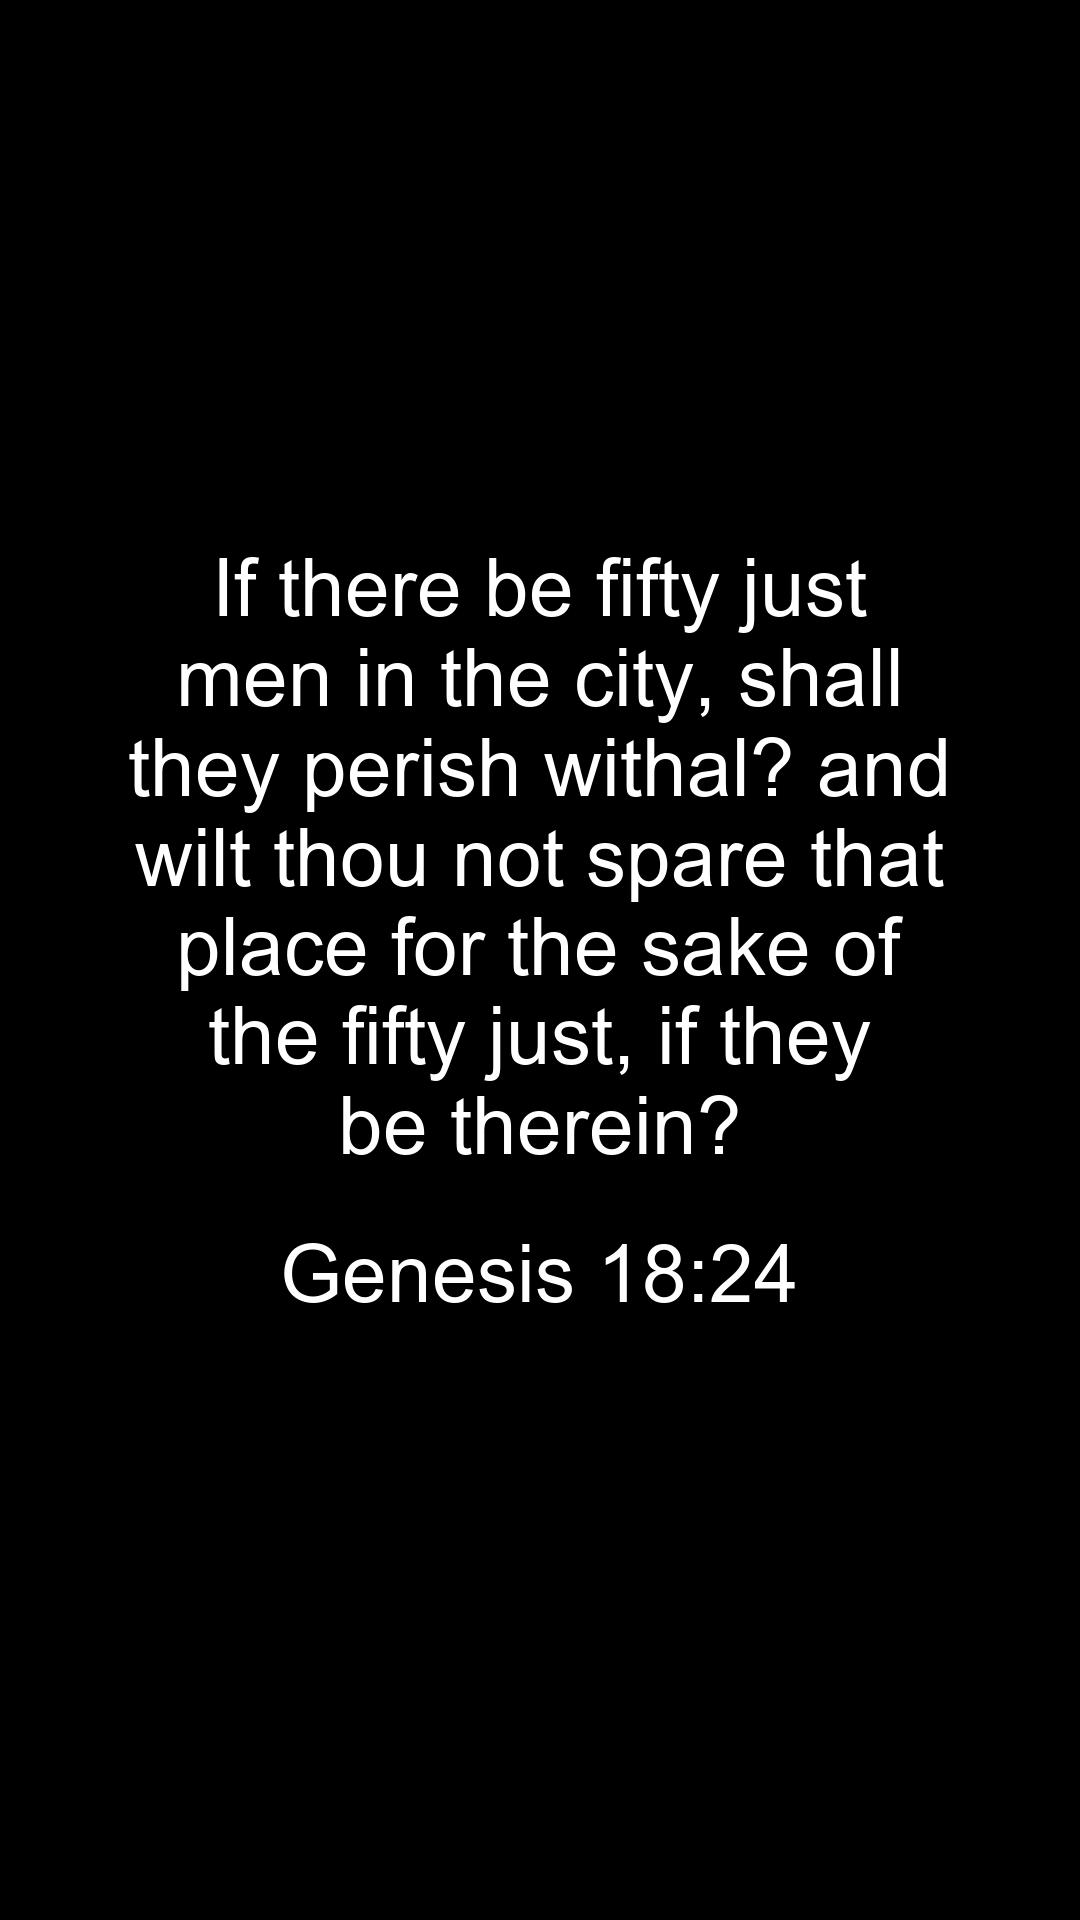 If there be fifty just
men in the city, shall
they perish withal? and
wilt thou not spare that
place for the sake of
the fifty just, if they
be therein?
Genesis 18:24